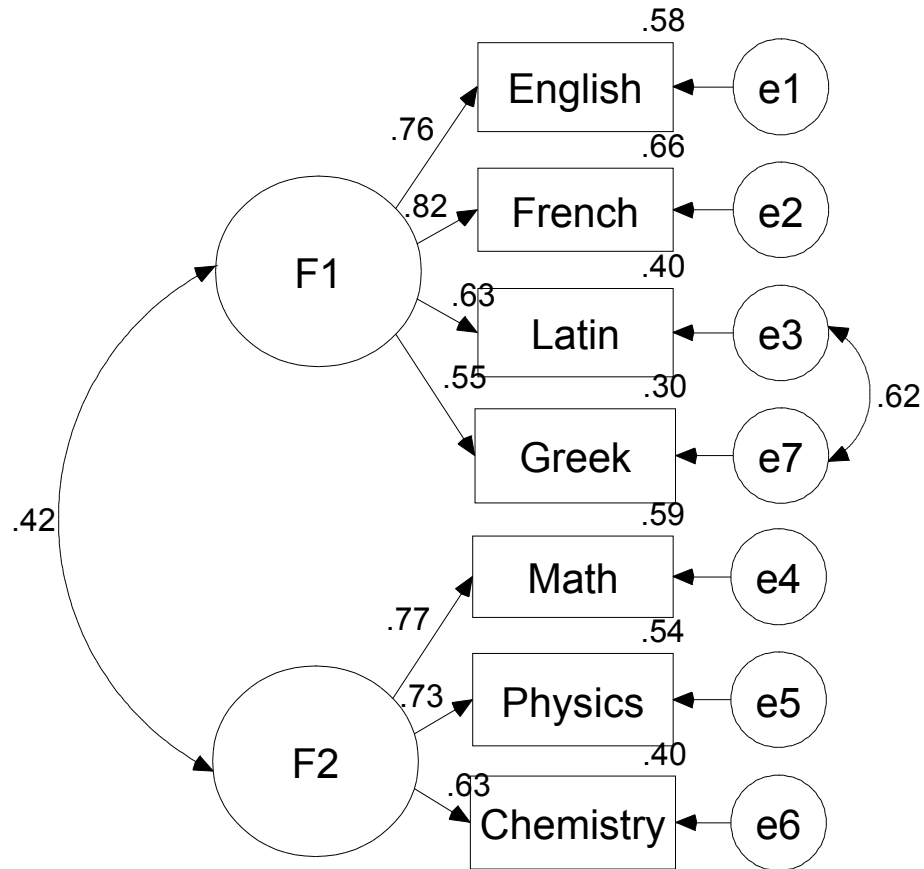 .58
English
e1
.76
.66
.82
French
e2
F1
.40
.63
Latin
e3
.55
.30
.62
Greek
e7
.42
.59
Math
e4
.77
.54
.73
Physics
e5
F2
.40
.63
Chemistry
e6